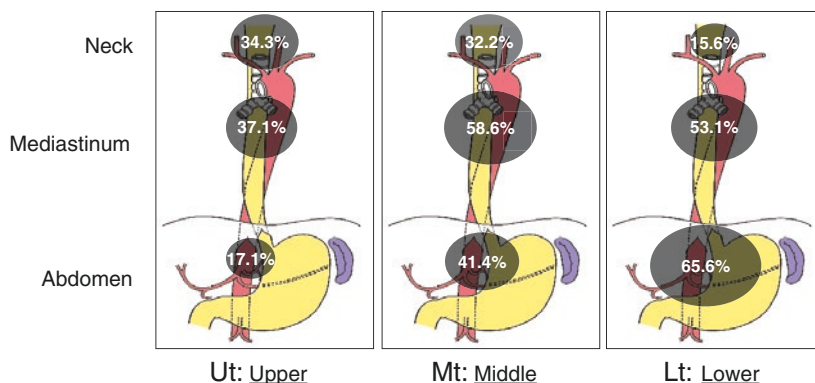 Neck
34.3%
32.2%
15.6%
Mediastinum
37.1%
58.6%
53.1%
Abdomen
17.1%
41.4%
65.6%
Ut: Upper
Mt: Middle
Lt: Lower